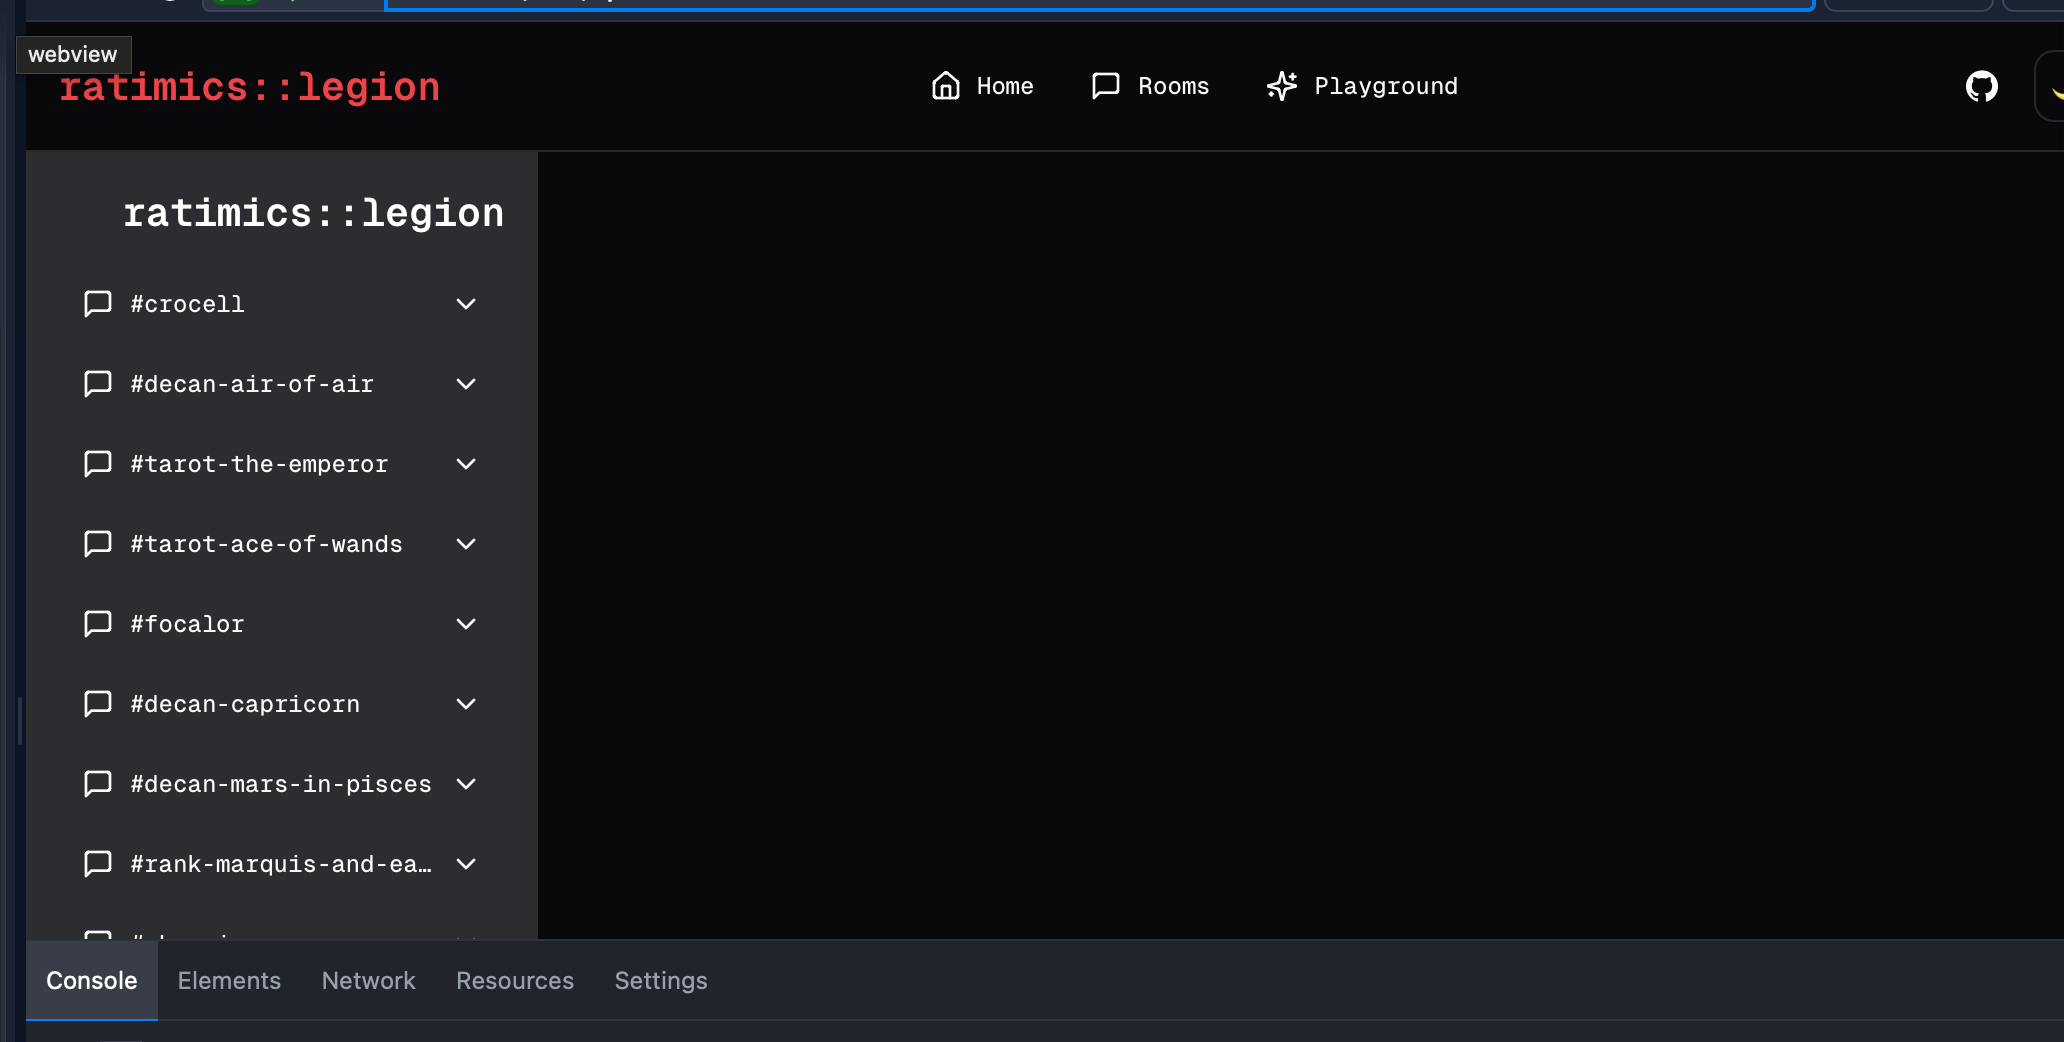 webview
ratimics::legion
Home
Rooms
Playground
ratimics::legion
#crocell
#decan-air-of-air
#tarot-the-emperor
#tarot-ace-of-wands
#focalor
#decan-capricorn
#decan-mars-in-pisces
#rank-marquis-and-ea…
Console Elements Network Resources Settings